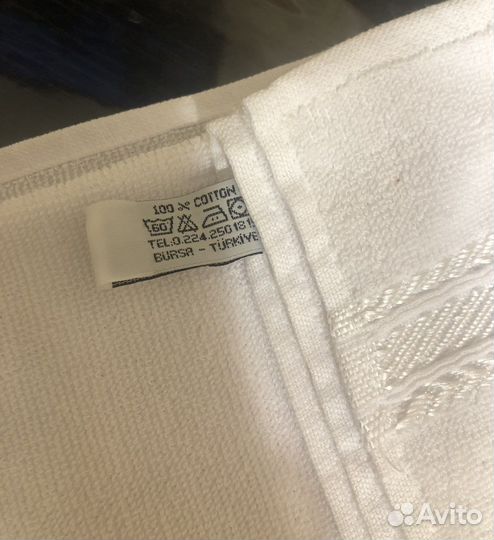 100 % COTTON
60
TEL:0.224.250 18 1
BURSA - TÜRKİYE
Avito